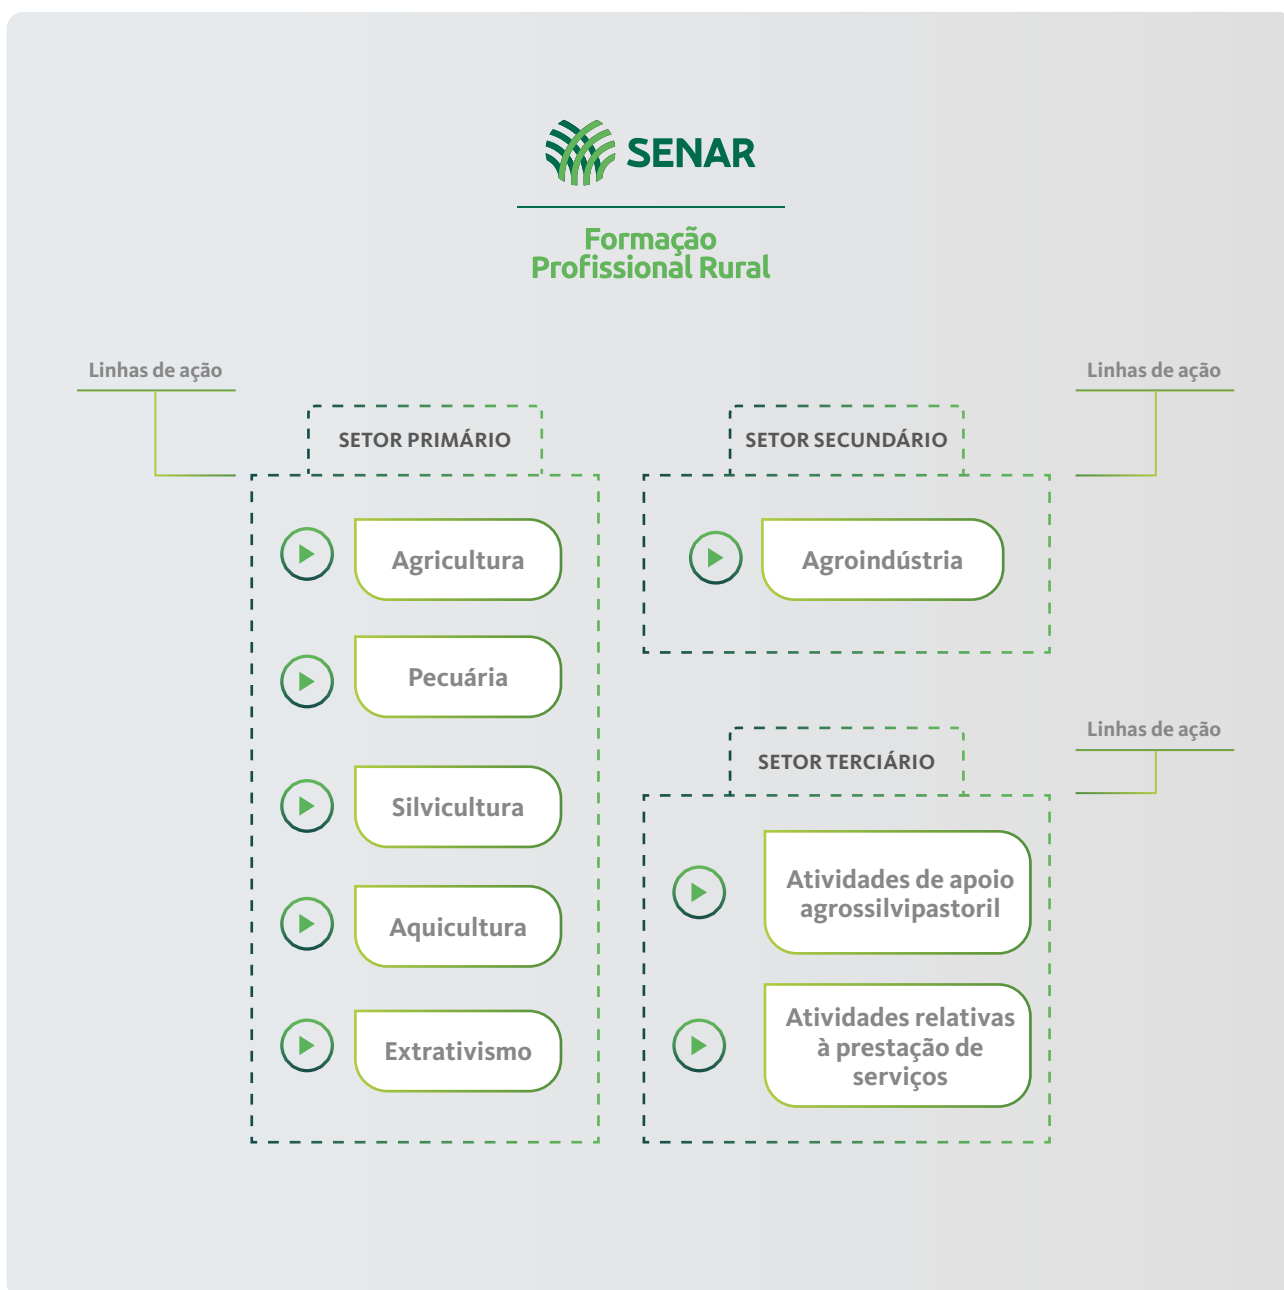 SENAR
Formação
Profissional Rural
Linhas de ação
SETOR PRIMÁRIO
Agricultura
Pecuária
Silvicultura
Aquicultura
Extrativismo
Linhas de ação
SETOR SECUNDÁRIO
Agroindústria
Linhas de ação
SETOR TERCIÁRIO
Atividades de apoio
agrossilvipastoril
Atividades relativas
à prestação de
serviços